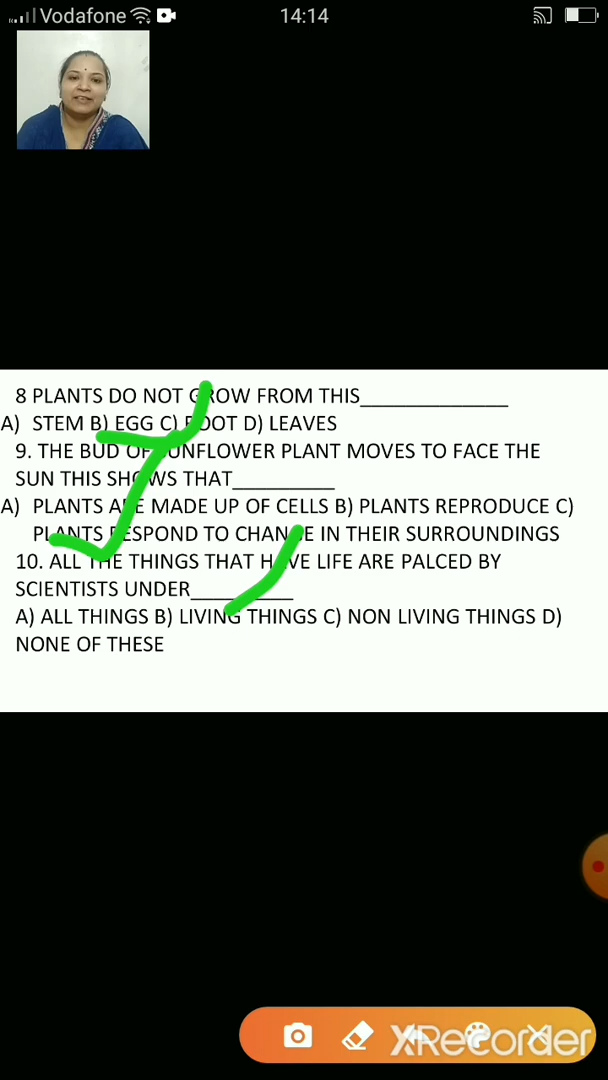 Vodafone 14:14
8 PLANTS DO NOT GROW FROM THIS______________
A) STEM B) EGG C) ROOT D) LEAVES
9. THE BUD OF SUNFLOWER PLANT MOVES TO FACE THE
SUN THIS SHOWS THAT__________
A) PLANTS ARE MADE UP OF CELLS B) PLANTS REPRODUCE C)
PLANTS RESPOND TO CHANGE IN THEIR SURROUNDINGS
10. ALL THE THINGS THAT HAVE LIFE ARE PALCED BY
SCIENTISTS UNDER__________
A) ALL THINGS B) LIVING THINGS C) NON LIVING THINGS D)
NONE OF THESE
XRecorder